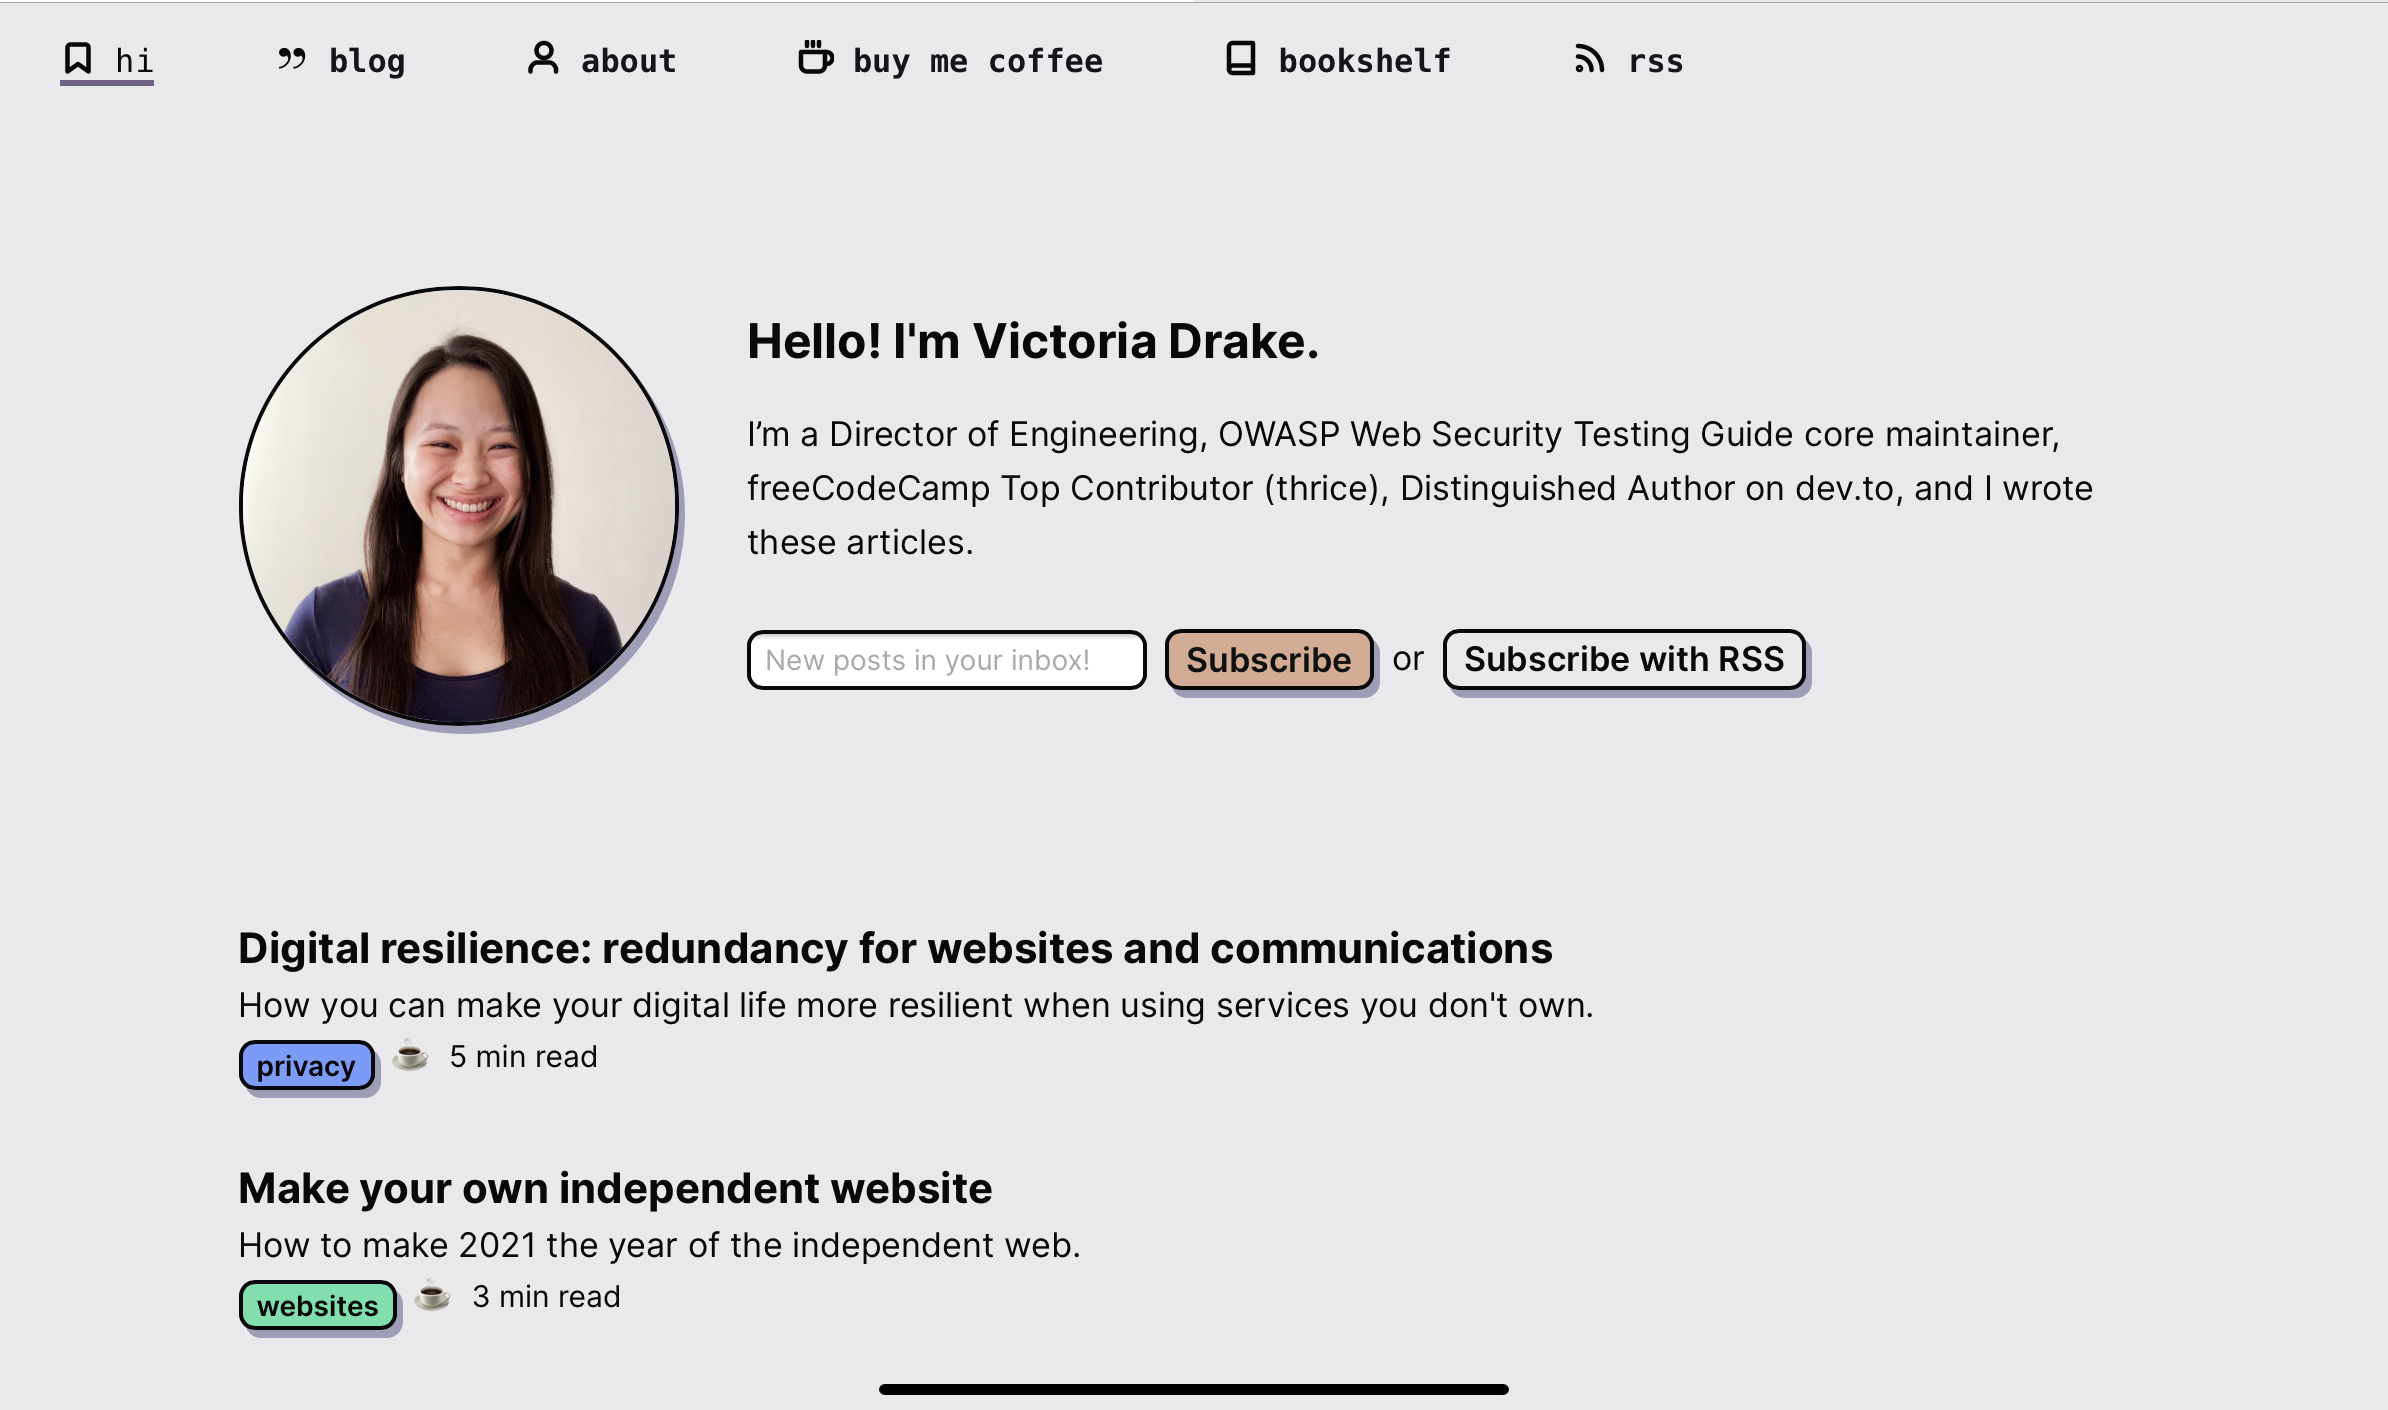 hi blog about buy me coffee bookshelf rss
Hello! I'm Victoria Drake.
I’m a Director of Engineering, OWASP Web Security Testing Guide core maintainer,
freeCodeCamp Top Contributor (thrice), Distinguished Author on dev.to, and I wrote
these articles.
New posts in your inbox! Subscribe or Subscribe with RSS
Digital resilience: redundancy for websites and communications
How you can make your digital life more resilient when using services you don't own.
privacy 5 min read
Make your own independent website
How to make 2021 the year of the independent web.
websites 3 min read